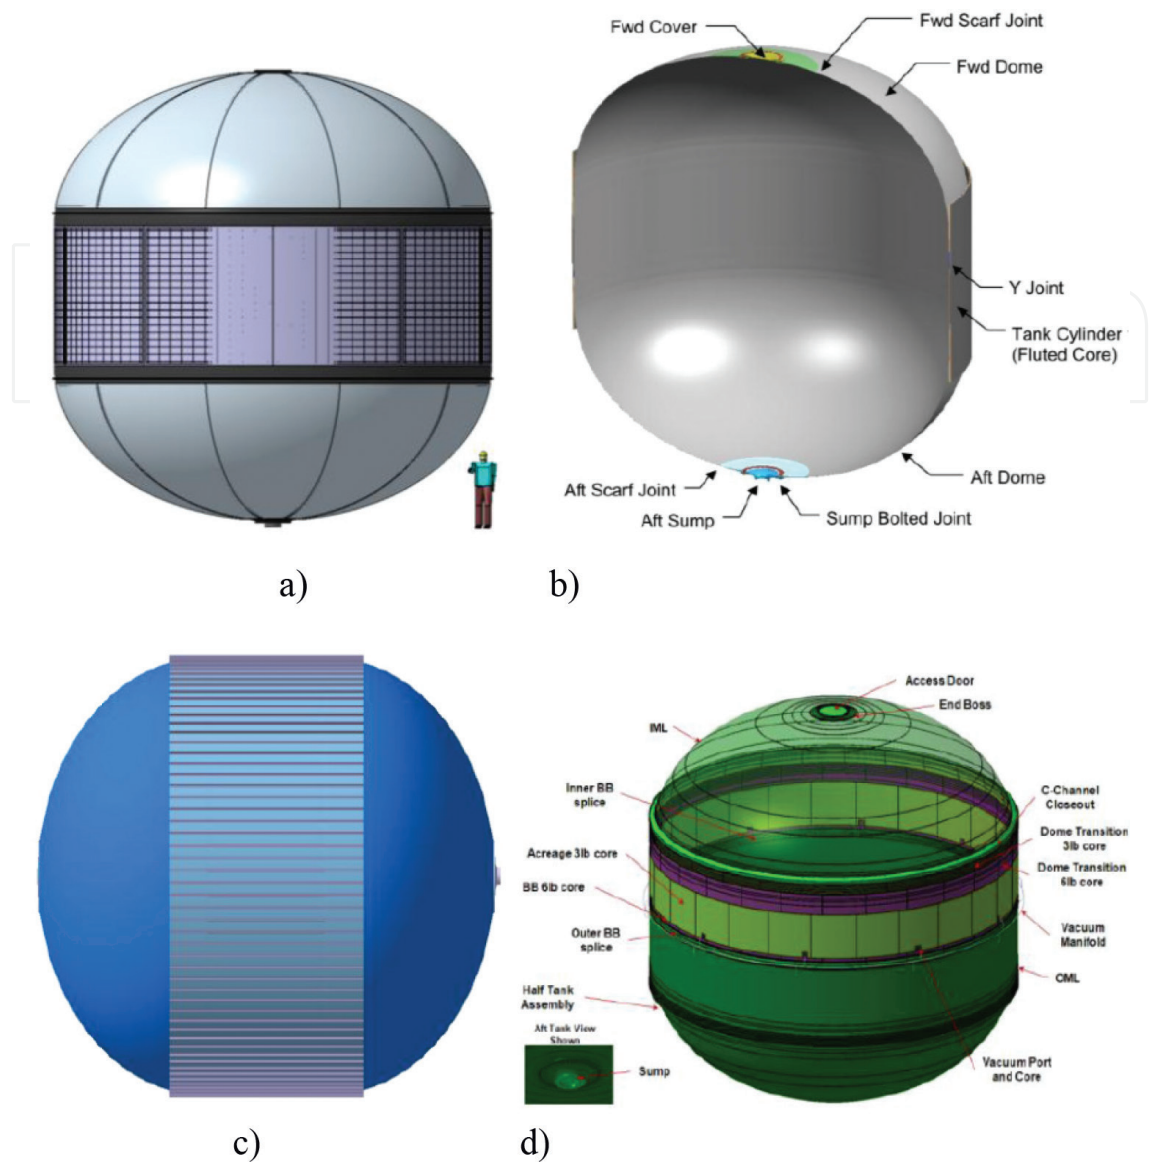 Fwd Cover
Fwd Scarf Joint
Fwd Dome
Y Joint
Tank Cylinder
(Fluted Core)
Aft Dome
Aft Scarf Joint
Aft Sump
Sump Bolted Joint
a)
b)
Access Door
End Boss
IML
Inner BB
splice
C-Channel
Closeout
Dome Transition
3lb core
Acreage 3lb core
Dome Transition
6lb core
BB 6lb core
Outer BB
splice
Vacuum
Manifold
OML
Half Tank
Assembly
Aft Tank View
Shown
Sump
Vacuum Port
and Core
c)
d)